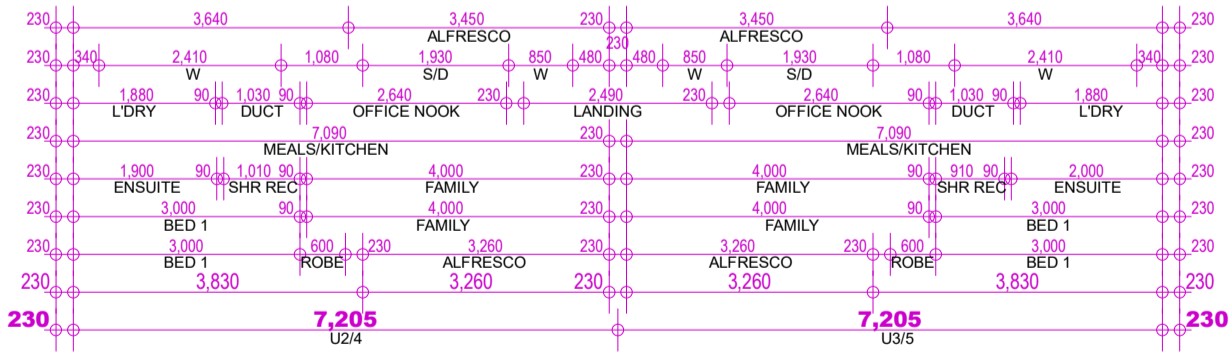 230 3,640 3,450 230 3,450 3,640 230
ALFRESCO ALFRESCO
230 340 2,410 1,080 1,930 850 480 230 480 850 1,930 1,080 2,410 340 230
W S/D W W S/D W
230 1,880 90 1,030 90 2,640 230 2,490 230 2,640 90 1,030 90 1,880 230
L'DRY DUCT OFFICE NOOK LANDING OFFICE NOOK DUCT L'DRY
230 7,090 230 7,090 230
MEALS/KITCHEN MEALS/KITCHEN
230 1,900 90 1,010 90 4,000 230 4,000 90 910 90 2,000 230
ENSUITE SHR REC FAMILY FAMILY SHR REC ENSUITE
230 3,000 90 4,000 230 4,000 90 3,000 230
BED 1 FAMILY FAMILY BED 1
230 3,000 600 230 3,260 230 3,260 230 600 3,000 230
BED 1 ROBE ALFRESCO ALFRESCO ROBE BED 1
230 3,830 3,260 230 3,260 3,830 230
230 7,205 7,205 230
U2/4 U3/5